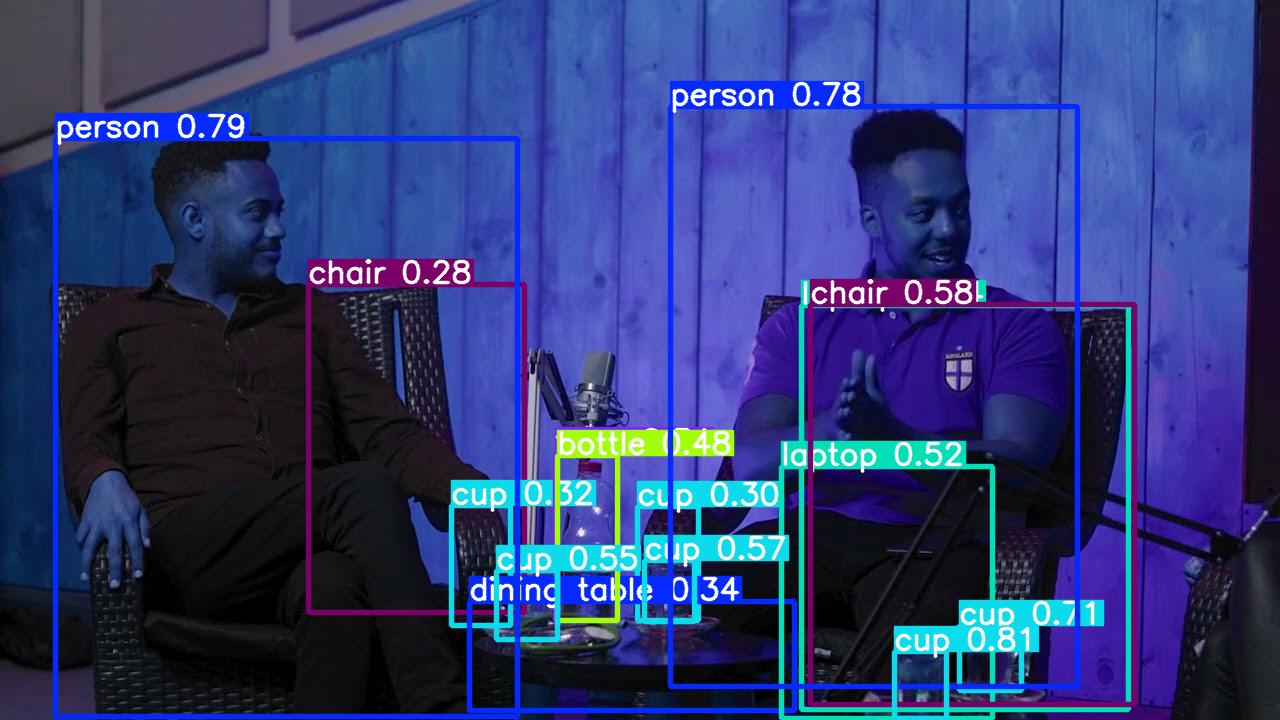 person 0.78
person 0.79
chair 0.28
chair 0.58
bottle 0.48
laptop 0.52
cup 0.32
cup 0.30
cup 0.57
cup 0.55
dining table 0.34
cup 0.71
cup 0.81